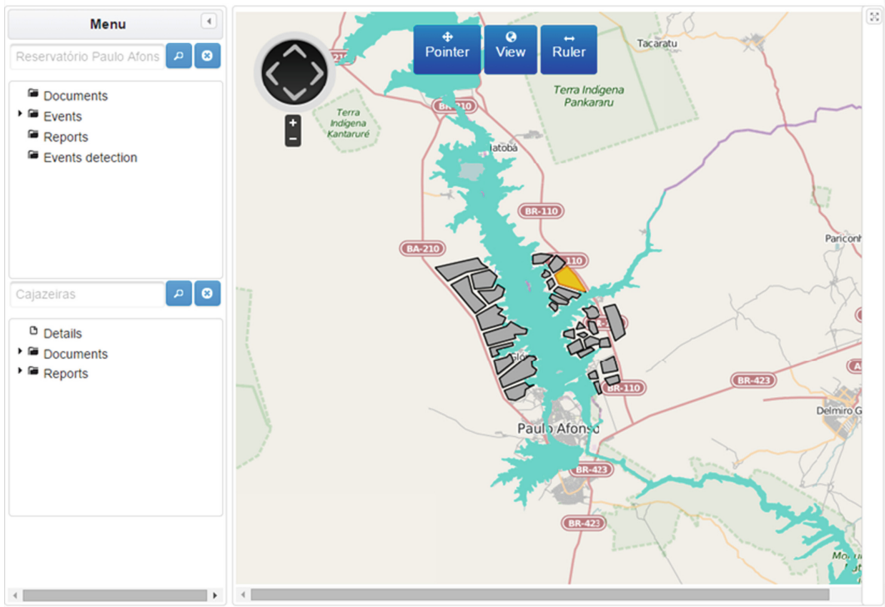 Menu
Reservatório Paulo Afons
Documents
Events
Reports
Events detection
Cajazeiras
Details
Documents
Reports
Pointer
View
Ruler
+
−
Tacaratu
Terra Indígena
Pankararu
Terra
Indígena
Kantaruré
BR-110
BA-210
110
Pariconh
BR-110
BR-423
Delmiro G
Paulo Afonso
BR-423
BR-423